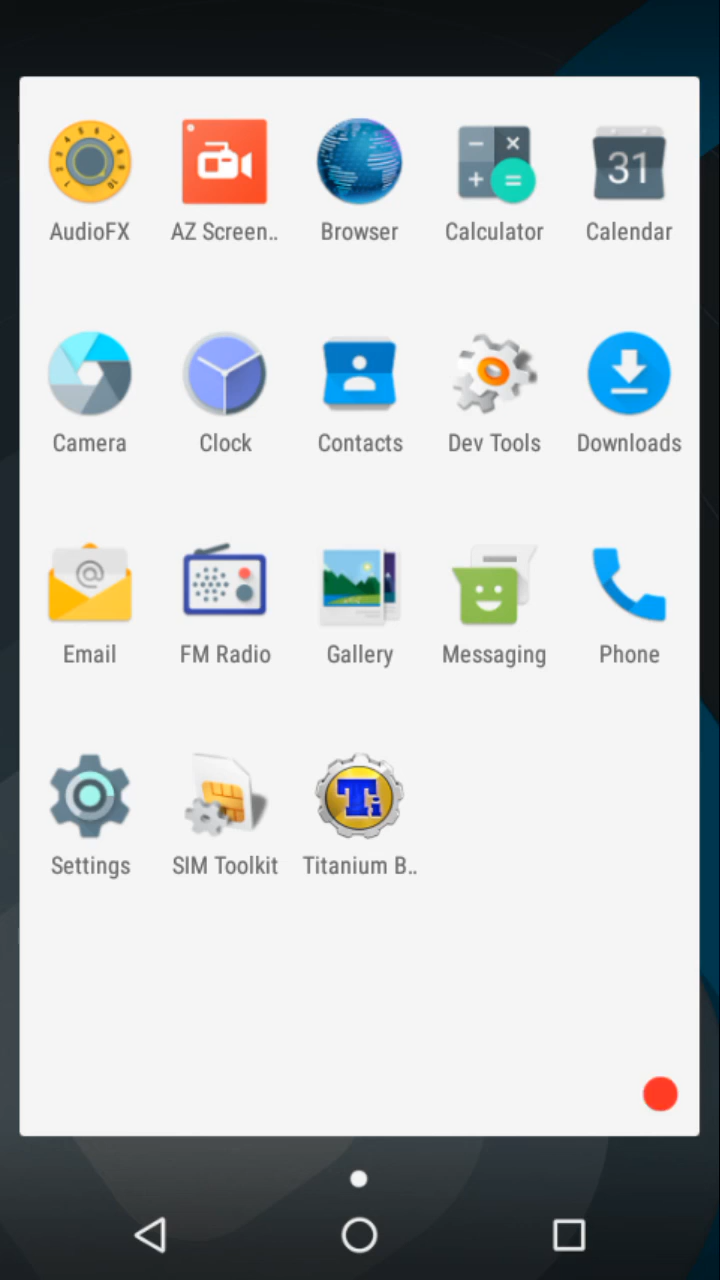 AudioFX AZ Screen.. Browser Calculator Calendar
31
Camera Clock Contacts Dev Tools Downloads
Email FM Radio Gallery Messaging Phone
Settings SIM Toolkit Titanium B..
Ti